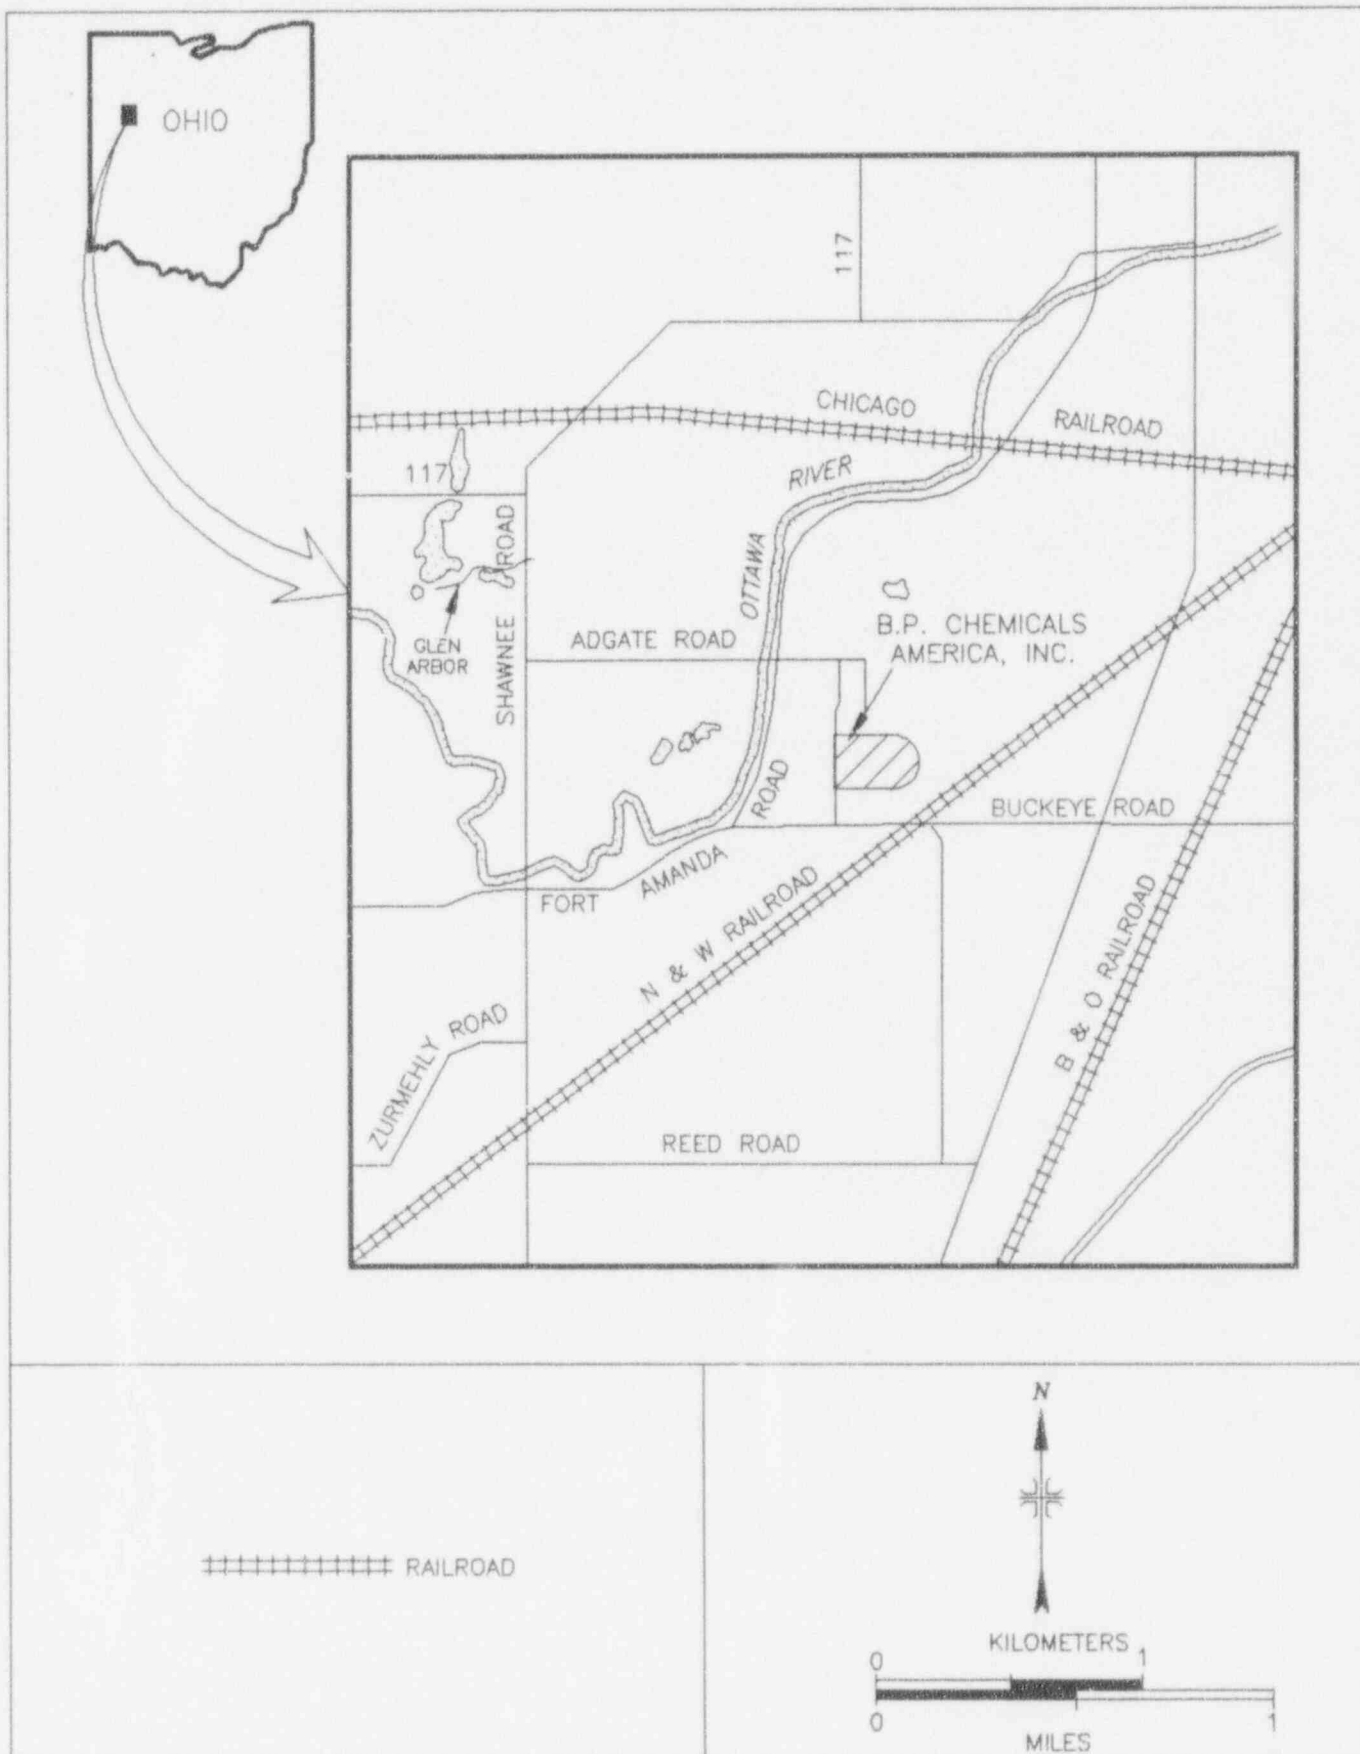 OHIO
117
CHICAGO
RAILROAD
117
RIVER
SHAWNEE ROAD
OTTAWA
GLEN
ARBOR
ADGATE ROAD
B.P. CHEMICALS
AMERICA, INC.
ROAD
BUCKEYE ROAD
FORT AMANDA
N & W RAILROAD
B & O RAILROAD
ZURMEHLY ROAD
REED ROAD
RAILROAD
N
KILOMETERS
0 1
0 1
MILES